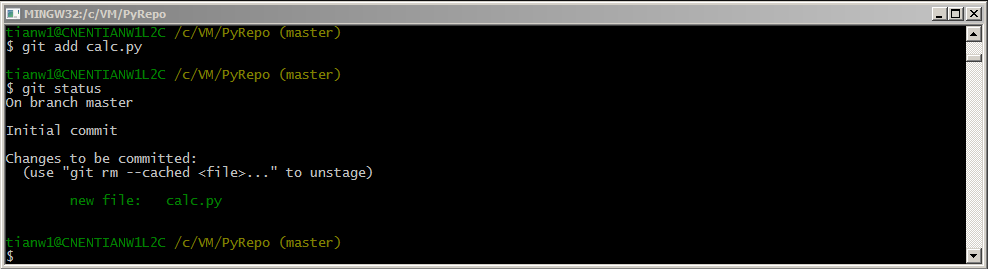 MINGW32:/c/VM/PyRepo
tianw1@CNENTIANW1L2C /c/VM/PyRepo (master)
$ git add calc.py
tianw1@CNENTIANW1L2C /c/VM/PyRepo (master)
$ git status
On branch master
Initial commit
Changes to be committed:
  (use "git rm --cached <file>..." to unstage)
        new file:   calc.py
tianw1@CNENTIANW1L2C /c/VM/PyRepo (master)
$